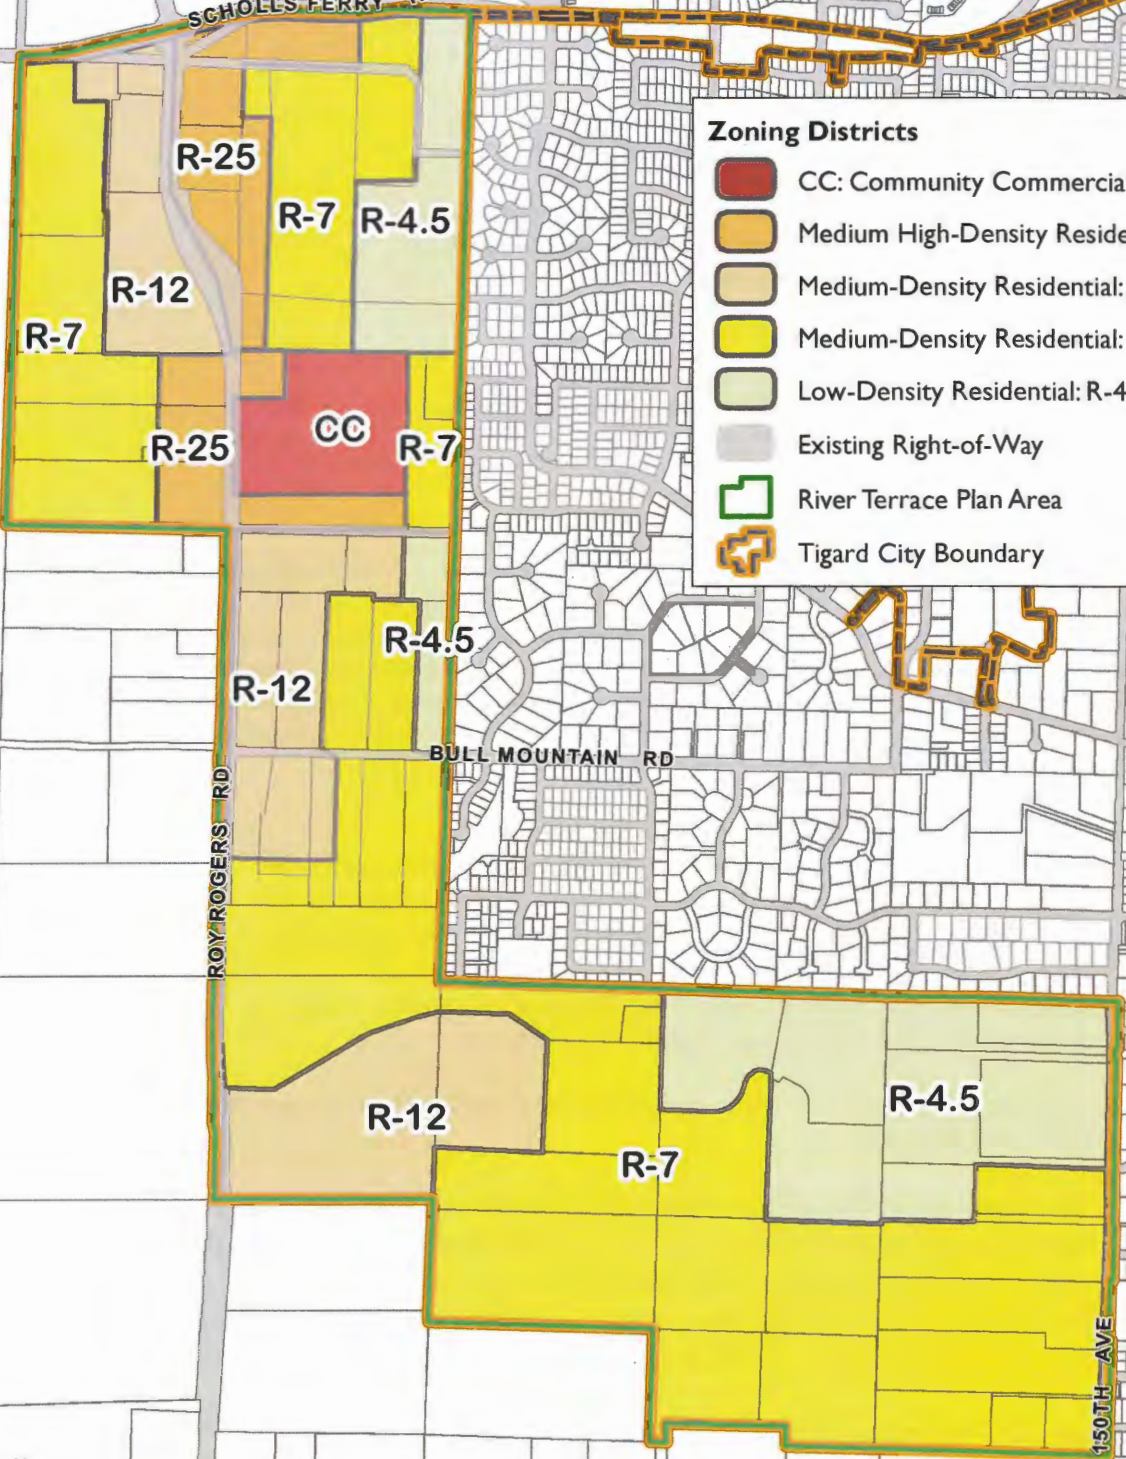 SCHOLLS FERRY
Zoning Districts
CC: Community Commercia
Medium High-Density Reside
Medium-Density Residential:
Medium-Density Residential:
Low-Density Residential: R-4
Existing Right-of-Way
River Terrace Plan Area
Tigard City Boundary
R-25
R-7
R-4.5
R-12
R-7
CC
R-25
R-7
R-4.5
R-12
BULL MOUNTAIN RD
ROY ROGERS RD
R-4.5
R-12
R-7
150TH AVE